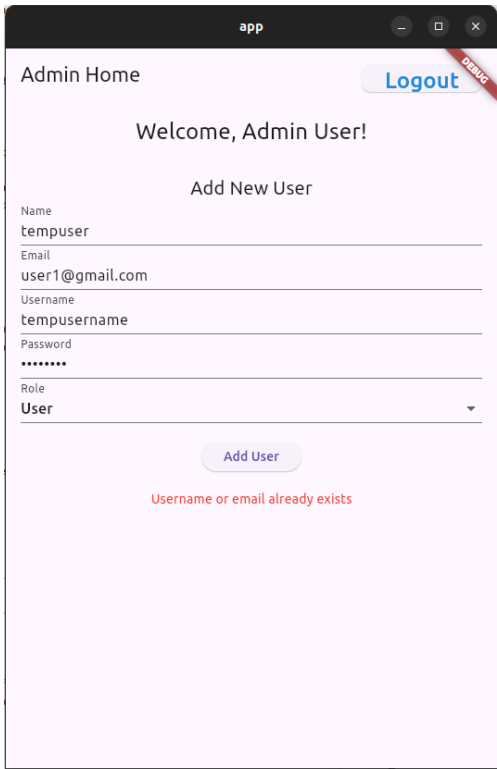 app
Admin Home
Logout
DEBUG
Welcome, Admin User!
Add New User
Name
tempuser
Email
user1@gmail.com
Username
tempusername
Password
••••••••
Role
User
Add User
Username or email already exists